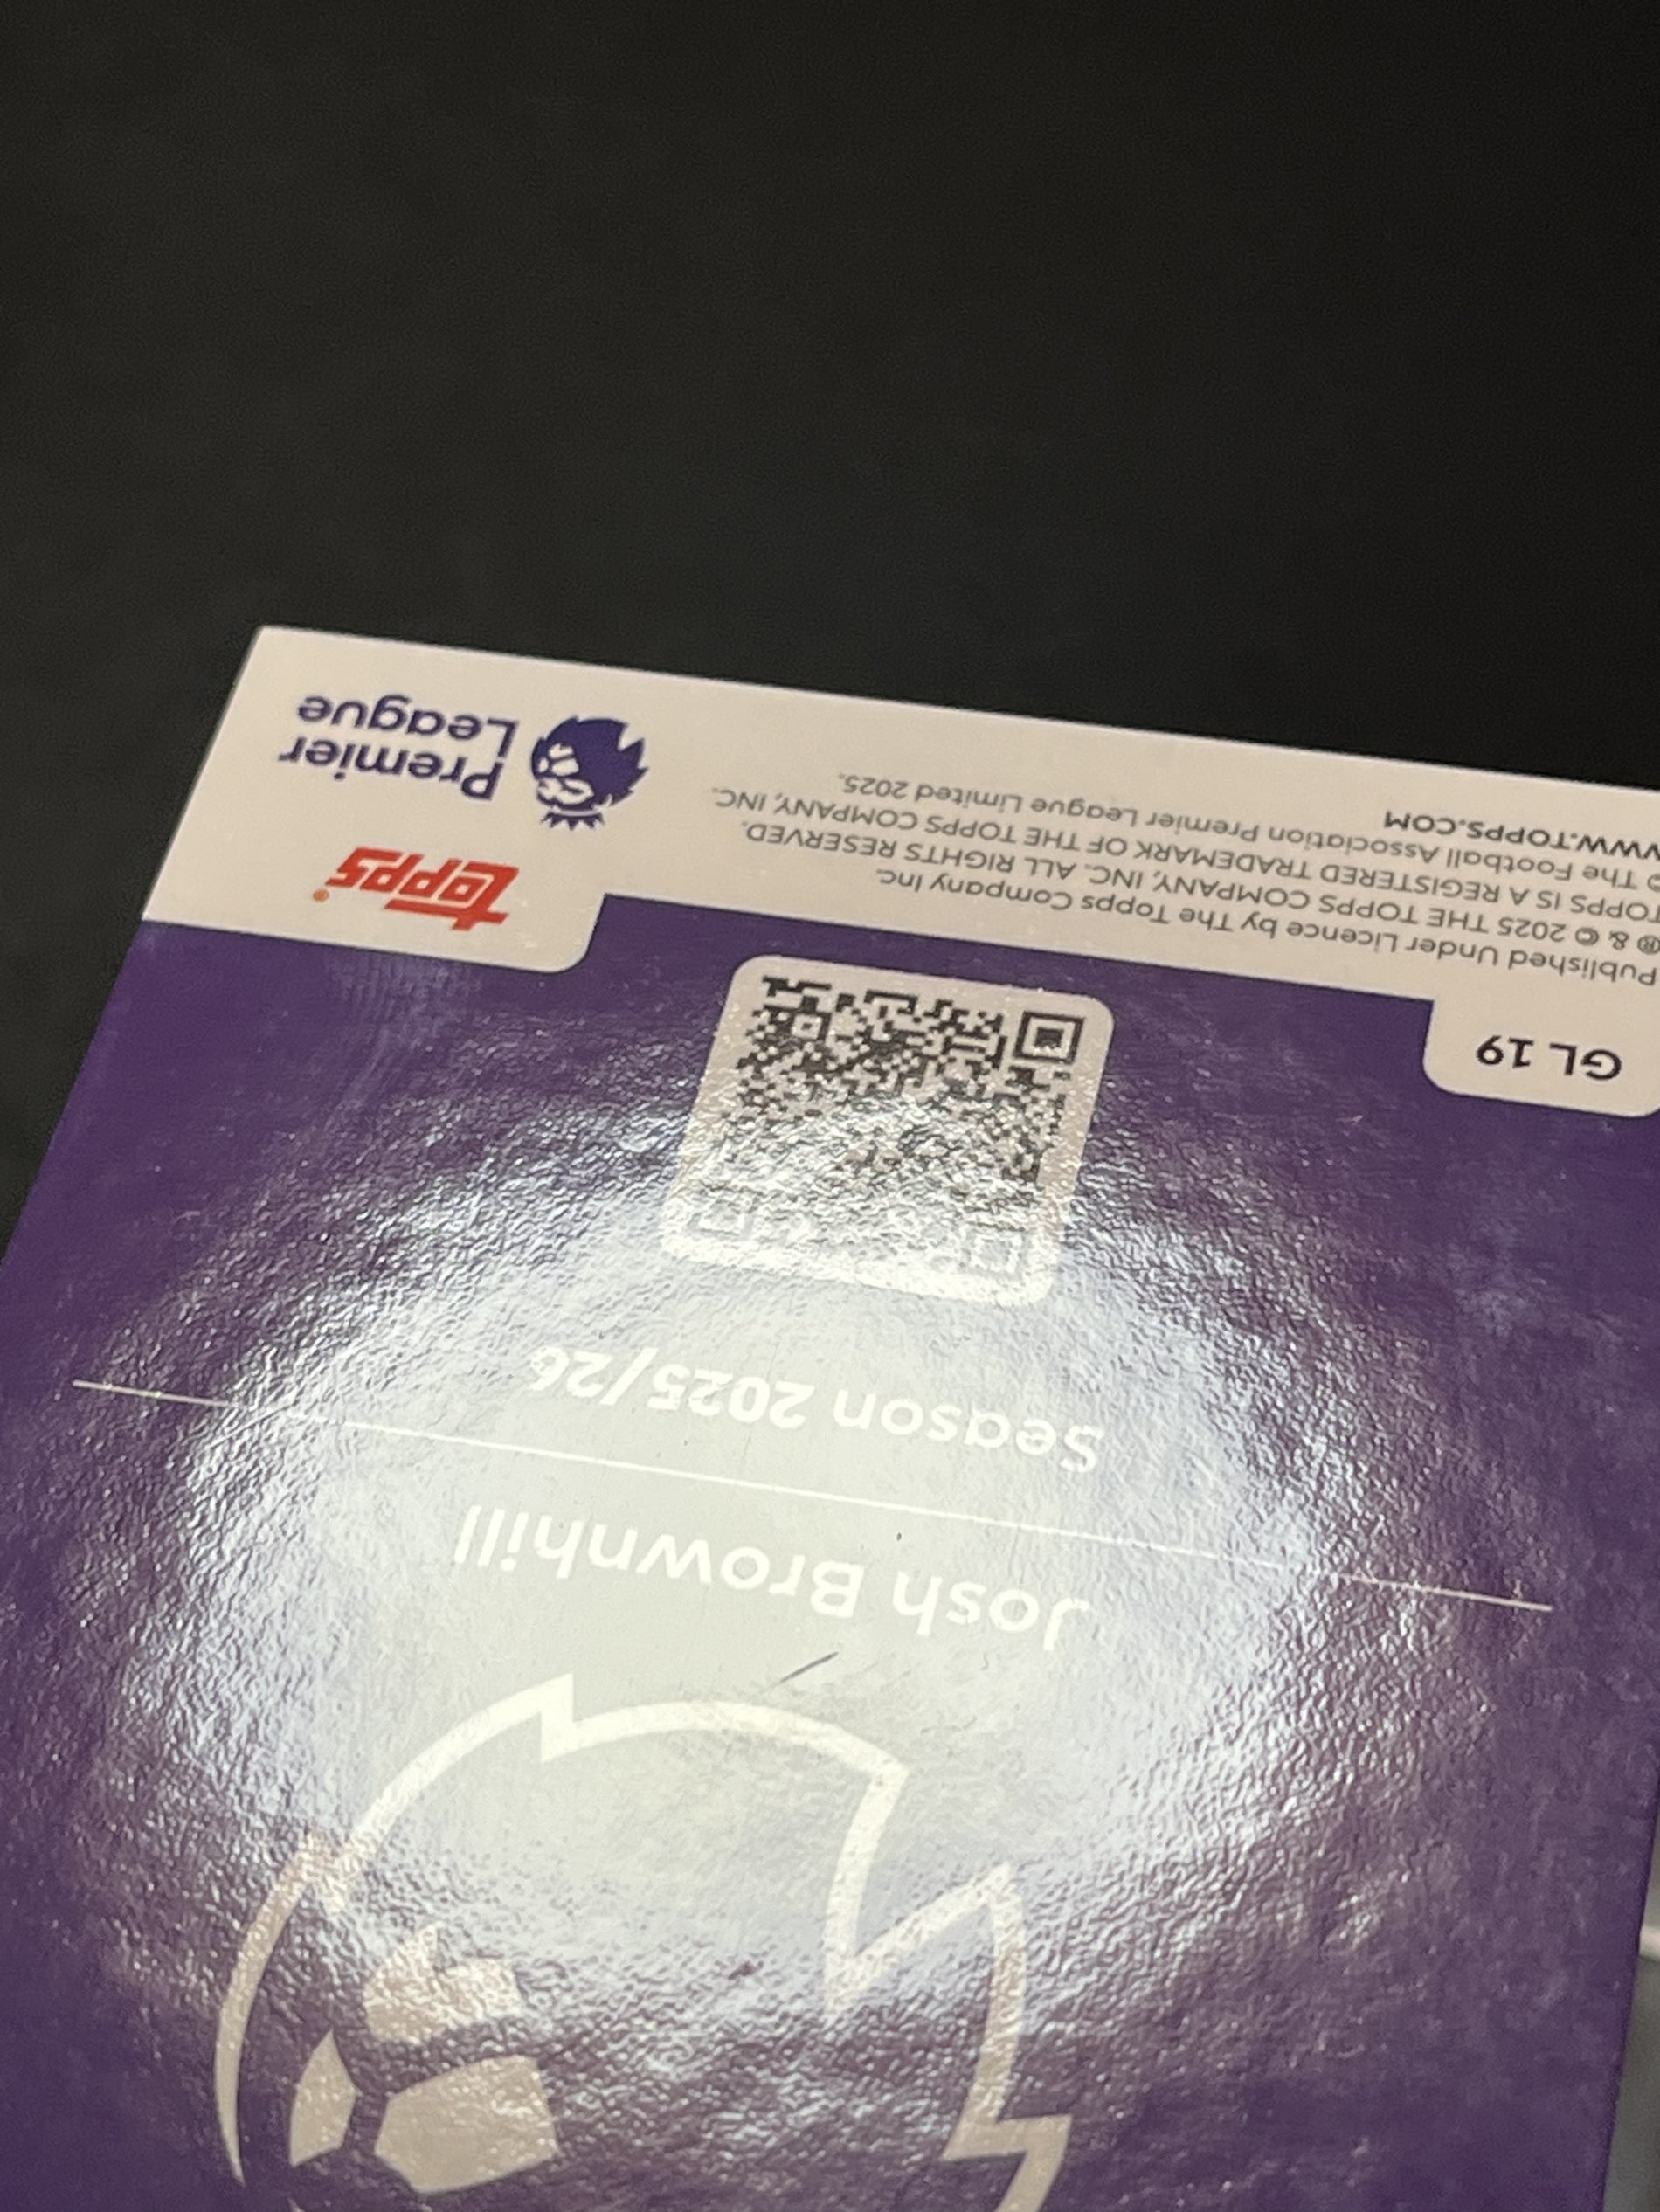 Josh Brownhill
Season 2025/26
GL 19
Published Under Licence by The Topps Company Inc.
® & © 2025 THE TOPPS COMPANY, INC. ALL RIGHTS RESERVED.
TOPPS IS A REGISTERED TRADEMARK OF THE TOPPS COMPANY, INC.
© The Football Association Premier League Limited 2025.
WWW.TOPPS.COM
topps
Premier
League